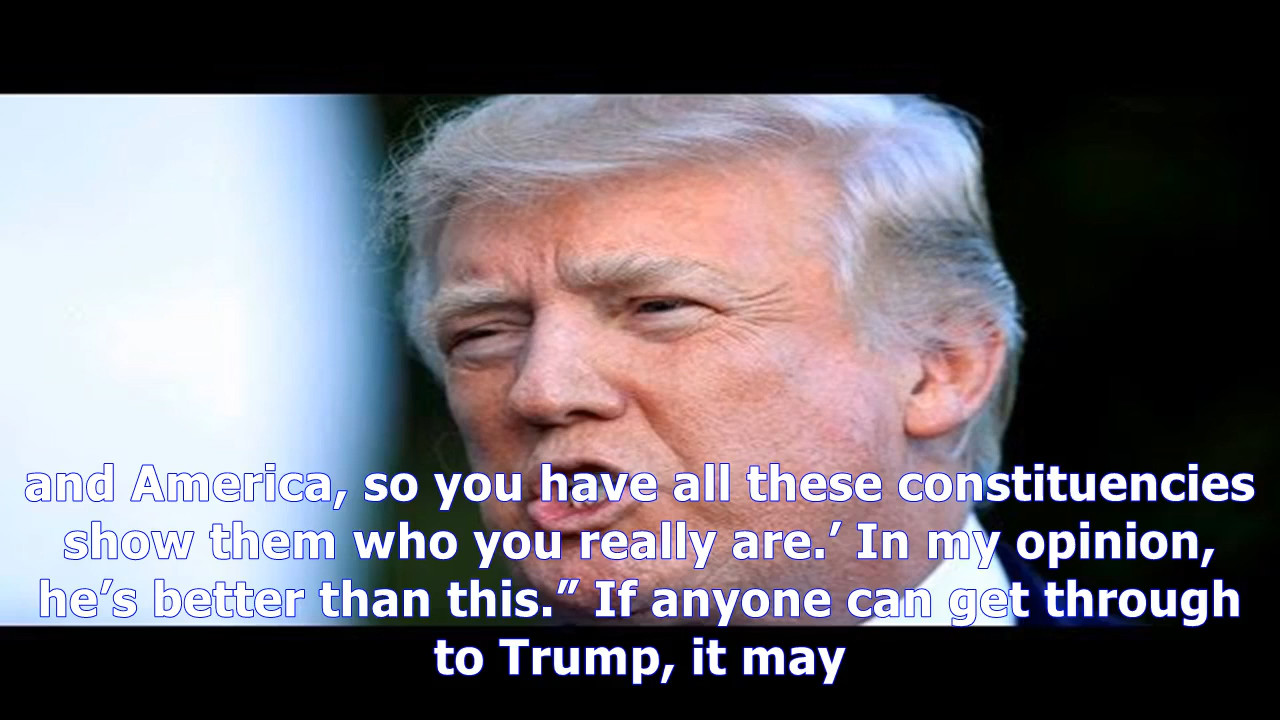 and America, so you have all these constituencies
show them who you really are.’ In my opinion,
he’s better than this.” If anyone can get through
to Trump, it may